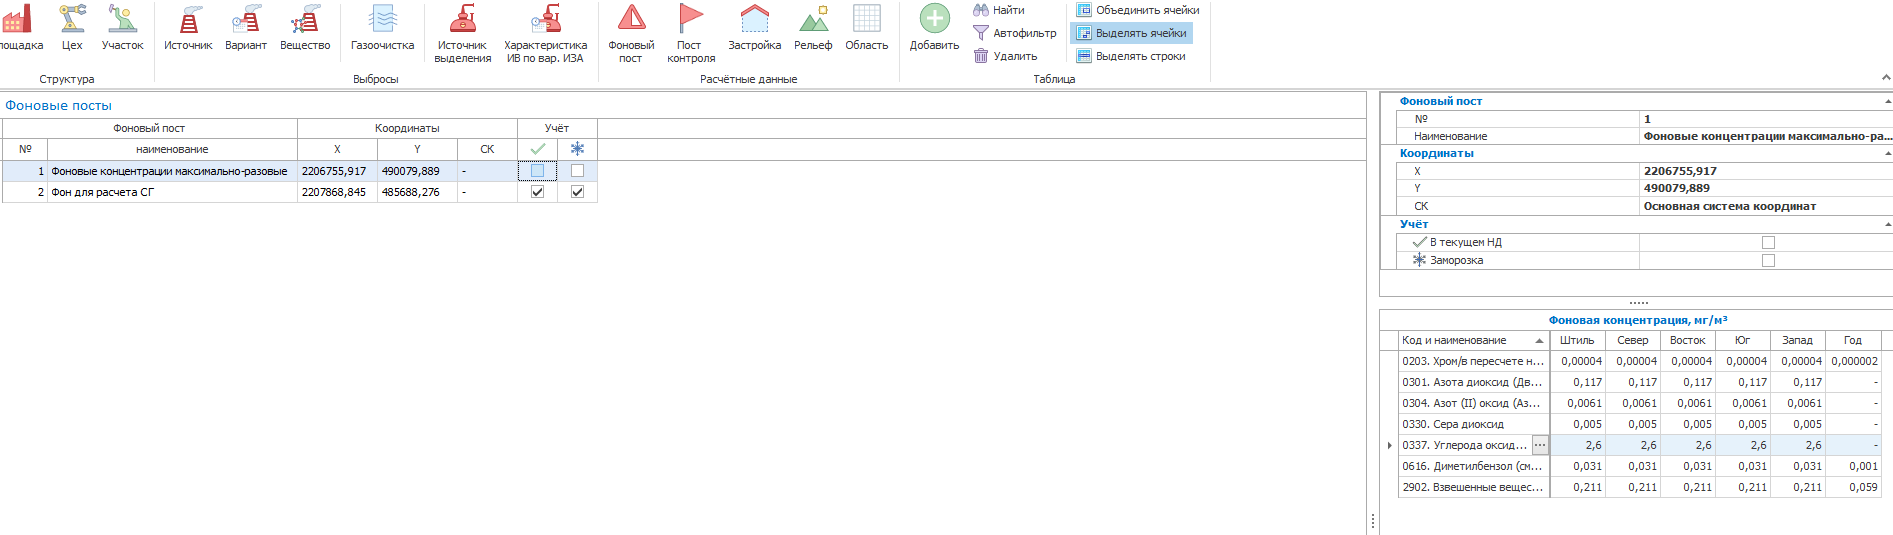 лощадка Цех Участок Источник Вариант Вещество Газоочистка Источник выделения Характеристика ИВ по вар. ИЗА Фоновый пост Пост контроля Застройка Рельеф Область Добавить
Найти
Автофильтр
Удалить
Объединить ячейки
Выделять ячейки
Выделять строки
Структура Выбросы Расчётные данные Таблица
Фоновые посты
Фоновый пост Координаты Учёт
№ наименование X Y СК
1 Фоновые концентрации максимально-разовые 2206755,917 490079,889 -
2 Фон для расчета СГ 2207868,845 485688,276 -
Фоновый пост
№ 1
Наименование Фоновые концентрации максимально-ра...
Координаты
X 2206755,917
Y 490079,889
СК Основная система координат
Учёт
В текущем НД
Заморозка
Фоновая концентрация, мг/м³
Код и наименование Штиль Север Восток Юг Запад Год
0203. Хром/в пересчете н... 0,00004 0,00004 0,00004 0,00004 0,00004 0,000002
0301. Азота диоксид (Дв... 0,117 0,117 0,117 0,117 0,117 -
0304. Азот (II) оксид (Аз... 0,0061 0,0061 0,0061 0,0061 0,0061 -
0330. Сера диоксид 0,005 0,005 0,005 0,005 0,005 -
0337. Углерода оксид... ... 2,6 2,6 2,6 2,6 2,6 -
0616. Диметилбензол (см... 0,031 0,031 0,031 0,031 0,031 0,001
2902. Взвешенные вещес... 0,211 0,211 0,211 0,211 0,211 0,059